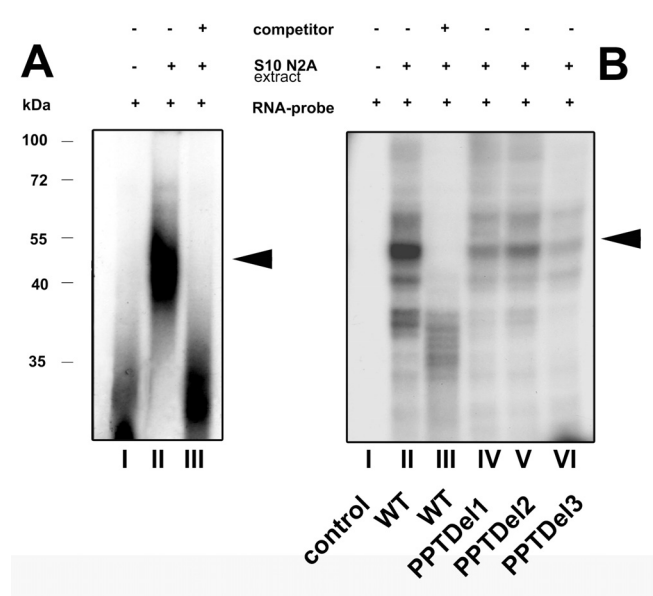 A
B
- - + competitor - - + - - -
- + + S10 N2A extract - + + + + +
kDa + + + RNA-probe + + + + + +
100
72
55
40
35
I II III
I II III IV V VI
control WT WT PPTDel1 PPTDel2 PPTDel3